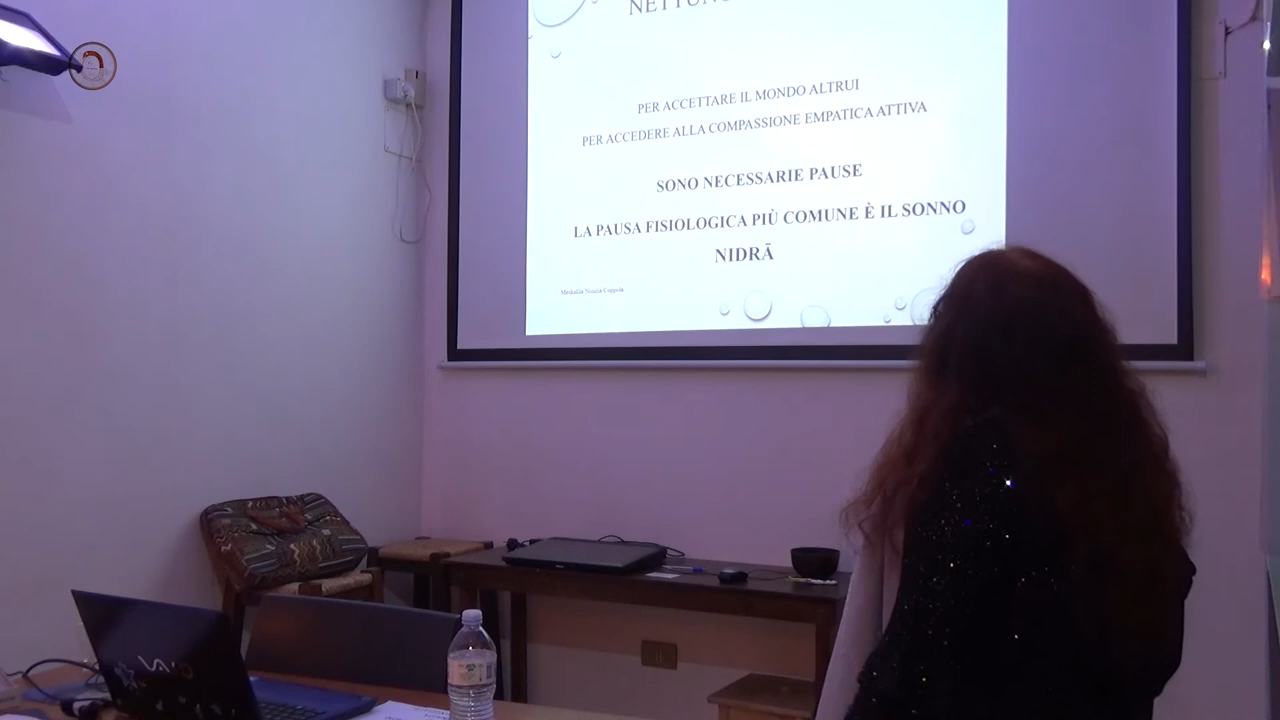 PER ACCETTARE IL MONDO ALTRUI
PER ACCEDERE ALLA COMPASSIONE EMPATICA ATTIVA
SONO NECESSARIE PAUSE
LA PAUSA FISIOLOGICA PIÙ COMUNE È IL SONNO
NIDRĀ
VAIO